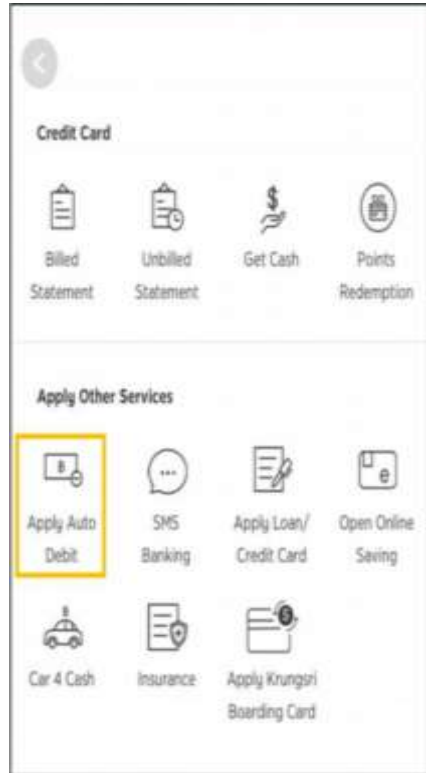 Credit Card
Billed Unbilled Get Cash Points
Statement Statement Redemption
Apply Other Services
B
e
Apply Auto SMS Apply Loan/ Open Online
Debit Banking Credit Card Saving
B
$
Car 4 Cash Insurance Apply Krungsri
Boarding Card